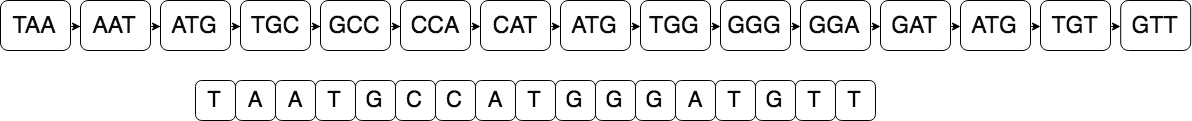 TAA AAT ATG TGC GCC CCA CAT ATG TGG GGG GGA GAT ATG TGT GTT
T A A T G C C A T G G G A T G T T